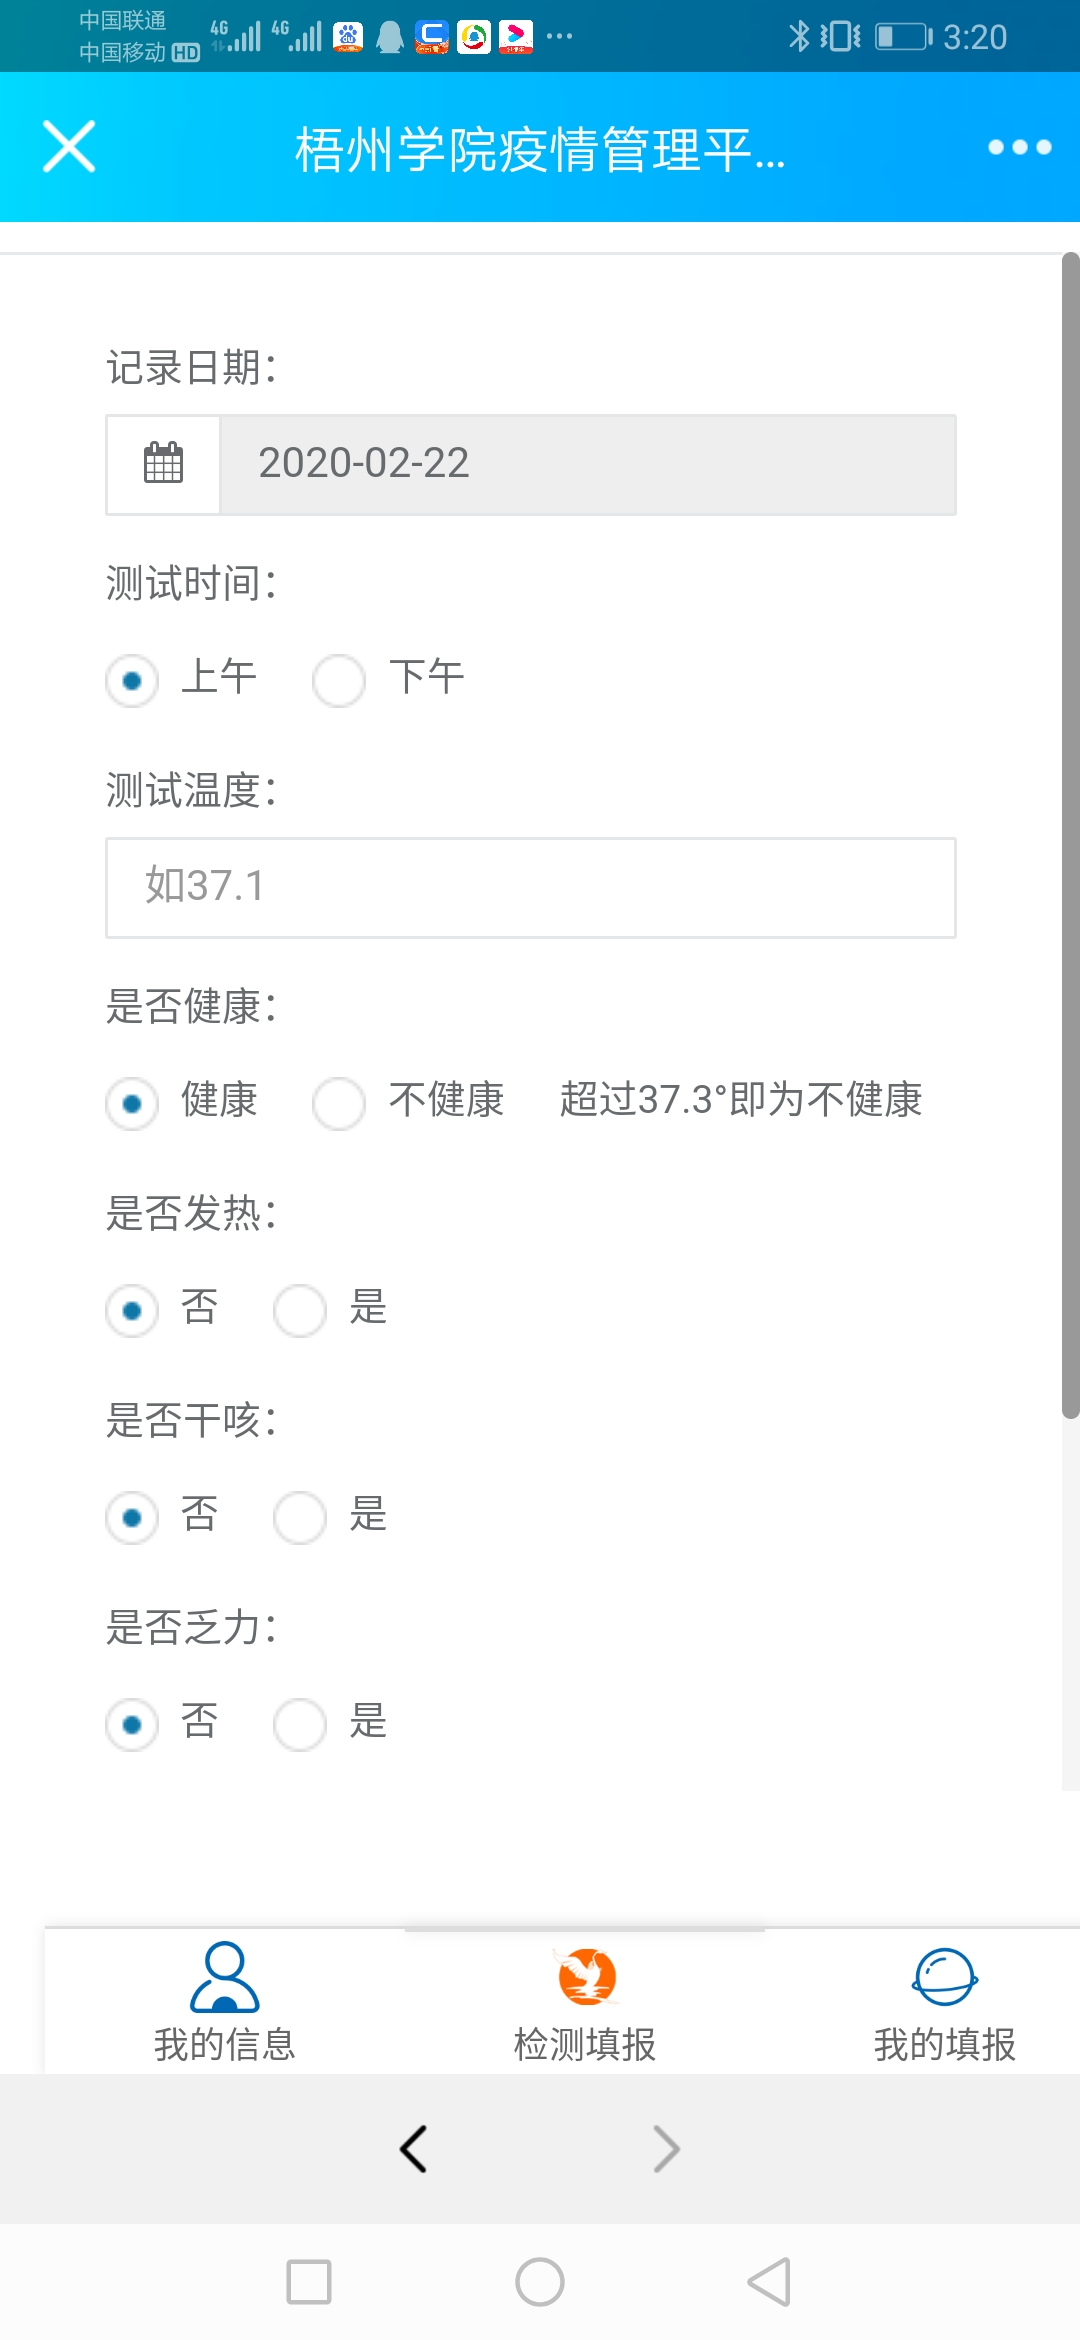 中国联通
中国移动 HD
4G 4G
3:20
梧州学院疫情管理平...
记录日期：
2020-02-22
测试时间：
上午 下午
测试温度：
如37.1
是否健康：
健康 不健康 超过37.3°即为不健康
是否发热：
否 是
是否干咳：
否 是
是否乏力：
否 是
我的信息 检测填报 我的填报